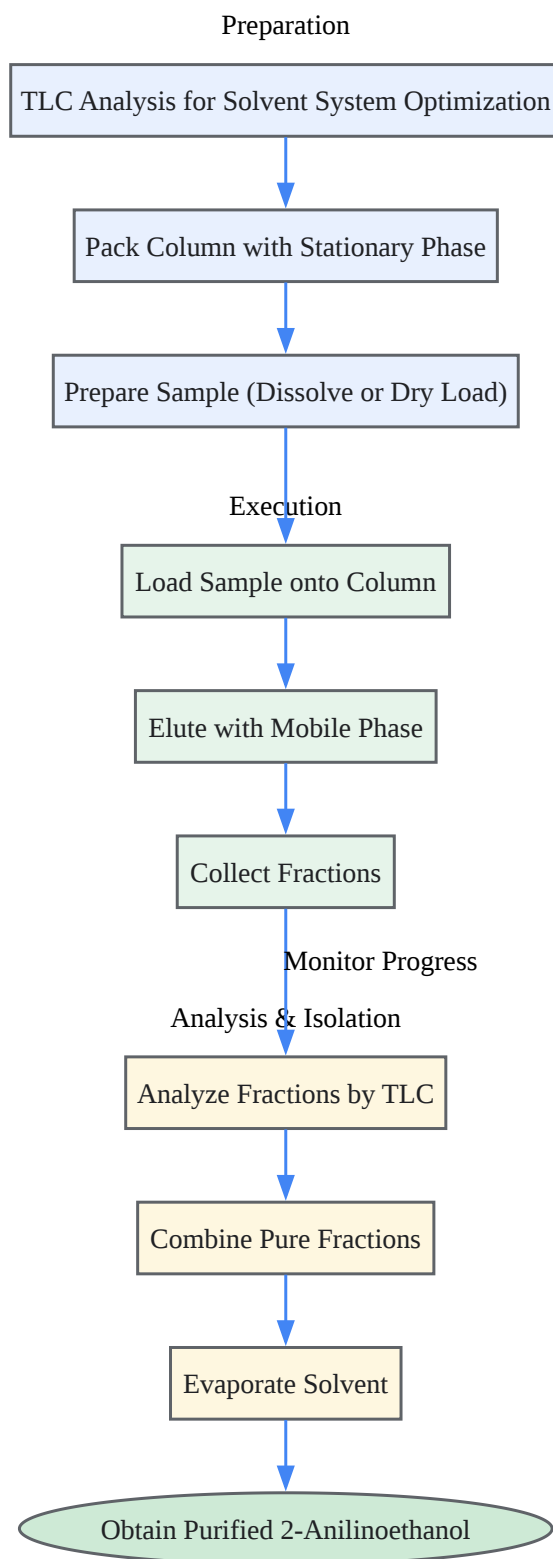 Preparation
TLC Analysis for Solvent System Optimization
Pack Column with Stationary Phase
Prepare Sample (Dissolve or Dry Load)
Execution
Load Sample onto Column
Elute with Mobile Phase
Collect Fractions
Monitor Progress
Analysis & Isolation
Analyze Fractions by TLC
Combine Pure Fractions
Evaporate Solvent
Obtain Purified 2-Anilinoethanol